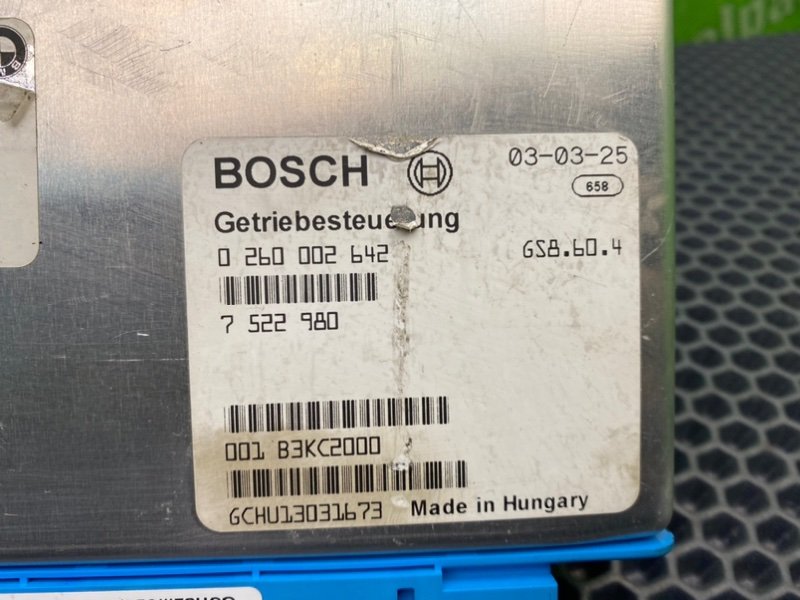 BOSCH
03-03-25
658
Getriebesteuerung
0 260 002 642
GS8.60.4
7 522 980
001 B3KC2000
GCHU13031673
Made in Hungary